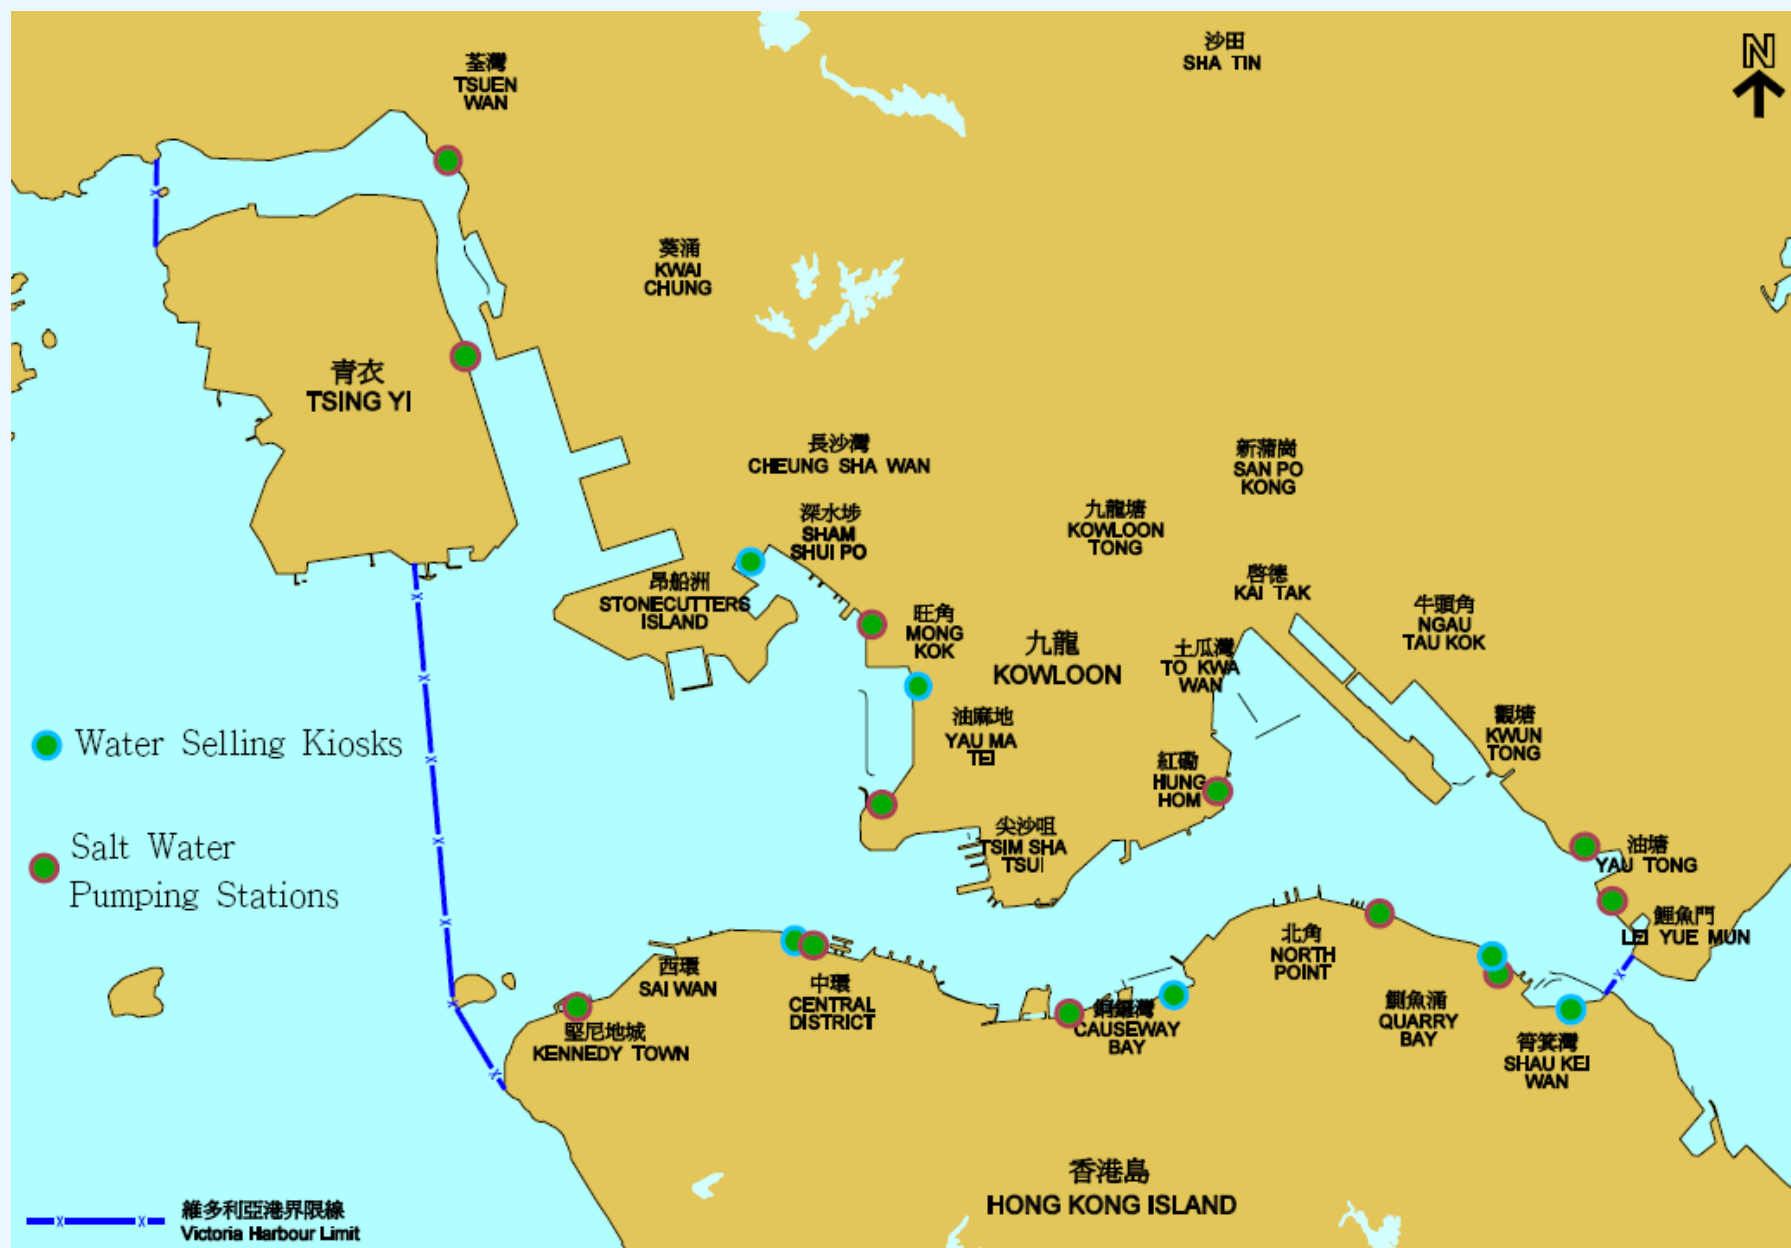 荃灣
TSUEN
WAN
沙田
SHA TIN
N
葵涌
KWAI
CHUNG
青衣
TSING YI
長沙灣
CHEUNG SHA WAN
新蒲崗
SAN PO
KONG
深水埗
SHAM
SHUI PO
九龍塘
KOWLOON
TONG
昂船洲
STONECUTTERS
ISLAND
啓德
KAI TAK
旺角
MONG
KOK
九龍
KOWLOON
土瓜灣
TO KWA
WAN
牛頭角
NGAU
TAU KOK
油麻地
YAU MA
TEI
觀塘
KWUN
TONG
紅磡
HUNG
HOM
Water Selling Kiosks
尖沙咀
TSIM SHA
TSUI
油塘
YAU TONG
Salt Water
Pumping Stations
鯉魚門
LEI YUE MUN
西環
SAI WAN
中環
CENTRAL
DISTRICT
北角
NORTH
POINT
堅尼地城
KENNEDY TOWN
銅鑼灣
CAUSEWAY
BAY
鰂魚涌
QUARRY
BAY
筲箕灣
SHAU KEI
WAN
香港島
HONG KONG ISLAND
維多利亞港界限線
Victoria Harbour Limit